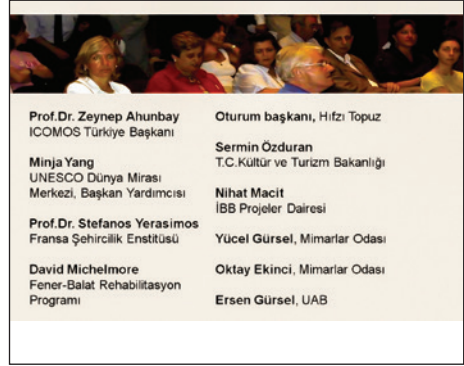 Prof.Dr. Zeynep Ahunbay
ICOMOS Türkiye Başkanı
Minja Yang
UNESCO Dünya Mirası
Merkezi, Başkan Yardımcısı
Prof.Dr. Stefanos Yerasimos
Fransa Şehircilik Enstitüsü
David Michelmore
Fener-Balat Rehabilitasyon
Programı
Oturum başkanı, Hıfzı Topuz
Sermin Özduran
T.C.Kültür ve Turizm Bakanlığı
Nihat Macit
İBB Projeler Dairesi
Yücel Gürsel, Mimarlar Odası
Oktay Ekinci, Mimarlar Odası
Ersen Gürsel, UAB